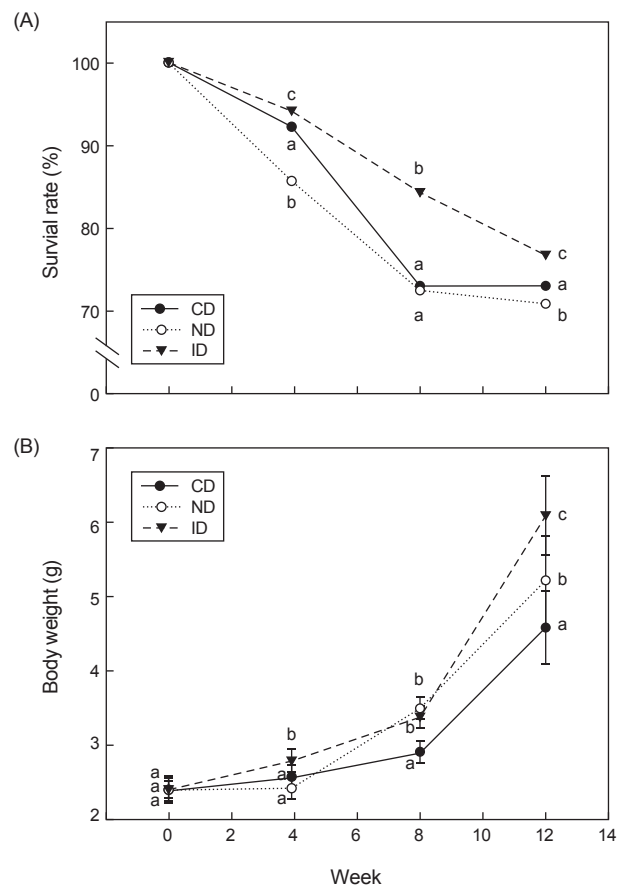 (A)
100
90
80
70
0
Survial rate (%)
c
a
b
b
a
a
c
a
b
CD
ND
ID
(B)
7
6
5
4
3
2
Body weight (g)
CD
ND
ID
a
a
a
b
a
a
b
b
a
c
b
a
0 2 4 6 8 10 12 14
Week